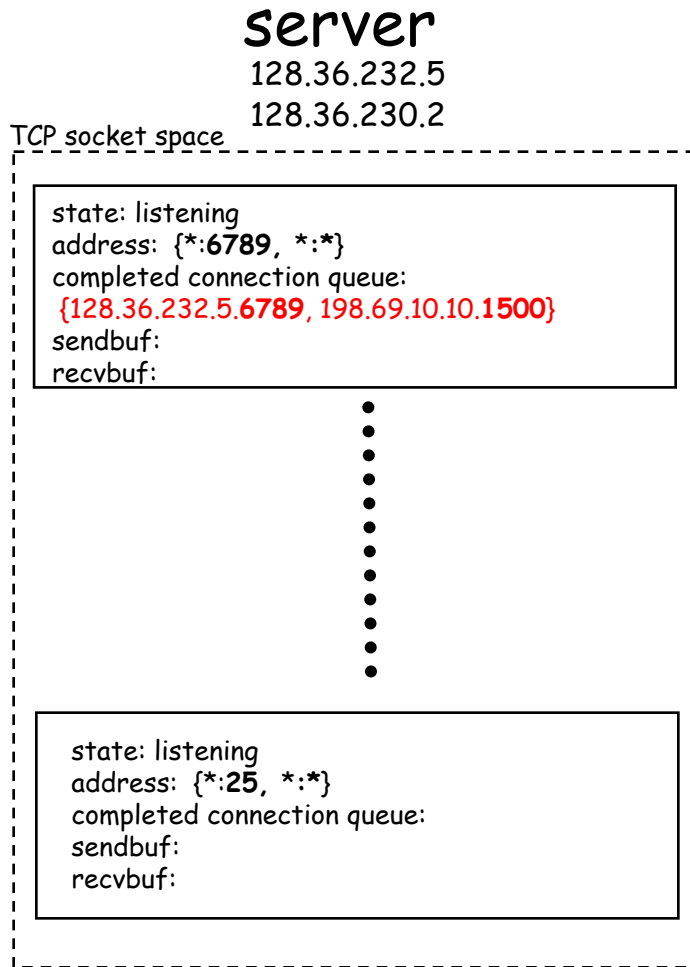 server
128.36.232.5
128.36.230.2
TCP socket space
state: listening
address: {*:6789, *:*}
completed connection queue:
{128.36.232.5.6789, 198.69.10.10.1500}
sendbuf:
recvbuf:
state: listening
address: {*:25, *:*}
completed connection queue:
sendbuf:
recvbuf: